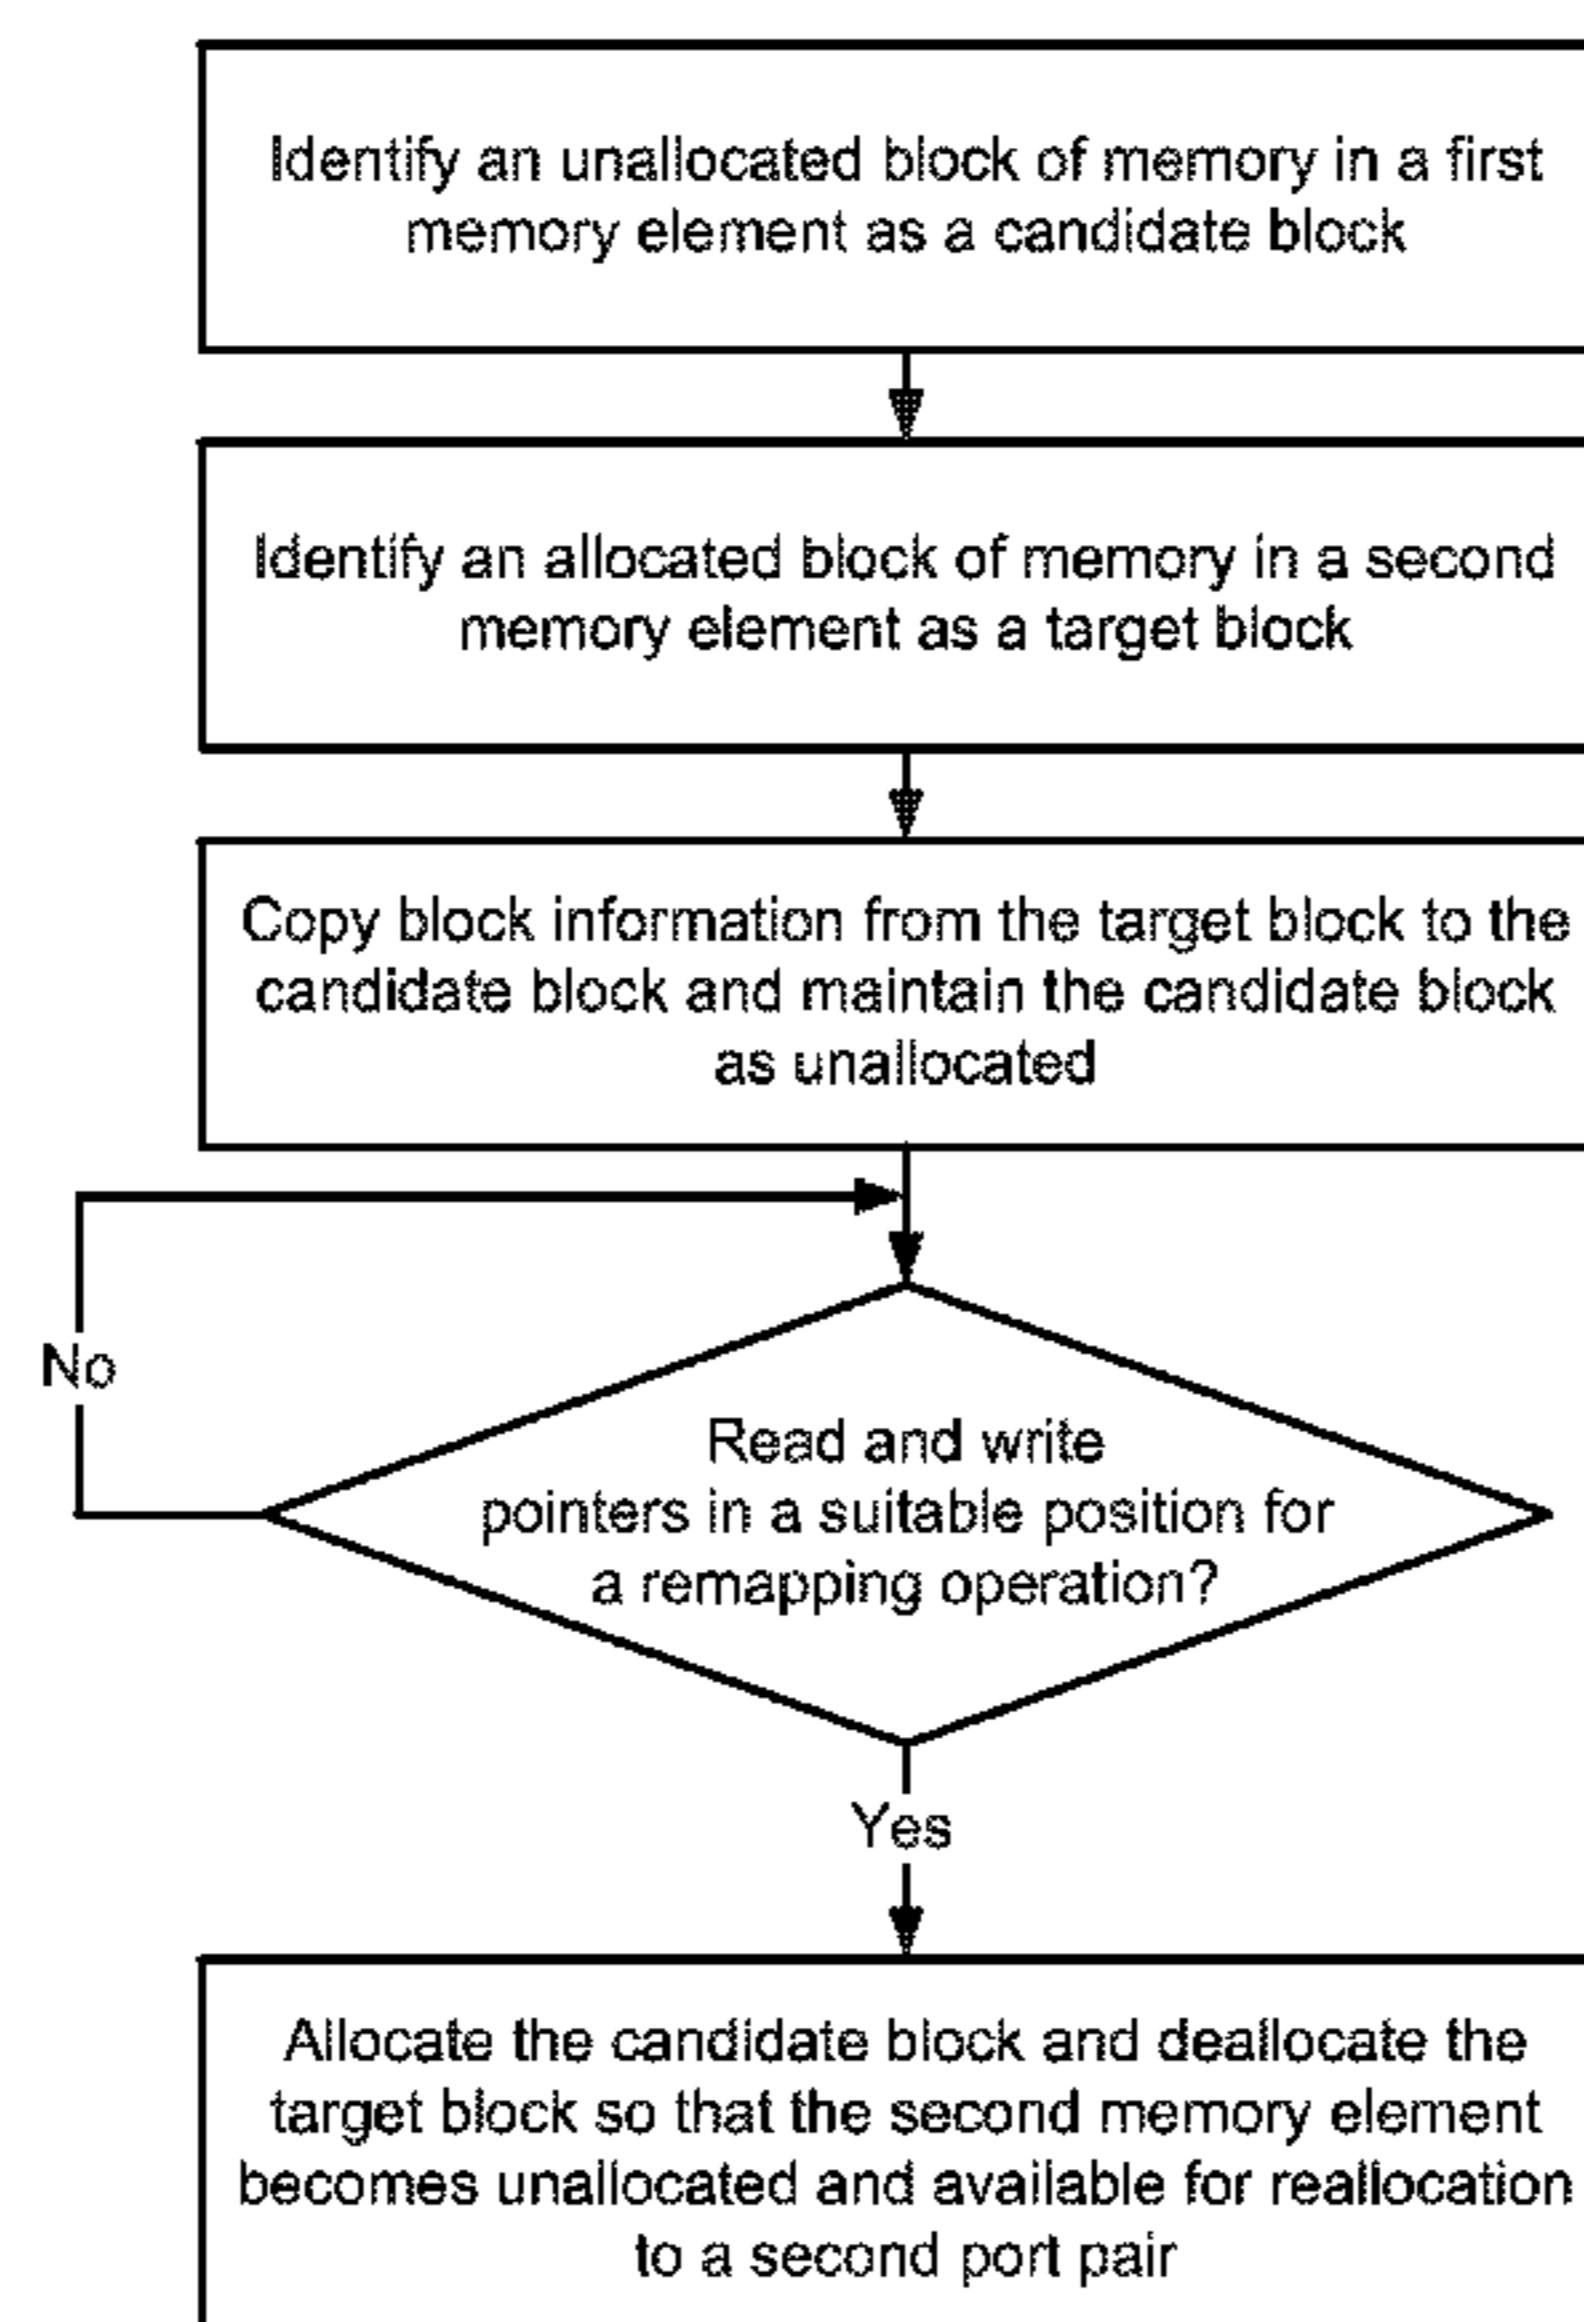 Identify an unallocated block of memory in a first
memory element as a candidate block
Identify an allocated block of memory in a second
memory element as a target block
Copy block information from the target block to the
candidate block and maintain the candidate block
as unallocated
No
Read and write
pointers in a suitable position for
a remapping operation?
Yes
Allocate the candidate block and deallocate the
target block so that the second memory element
becomes unallocated and available for reallocation
to a second port pair